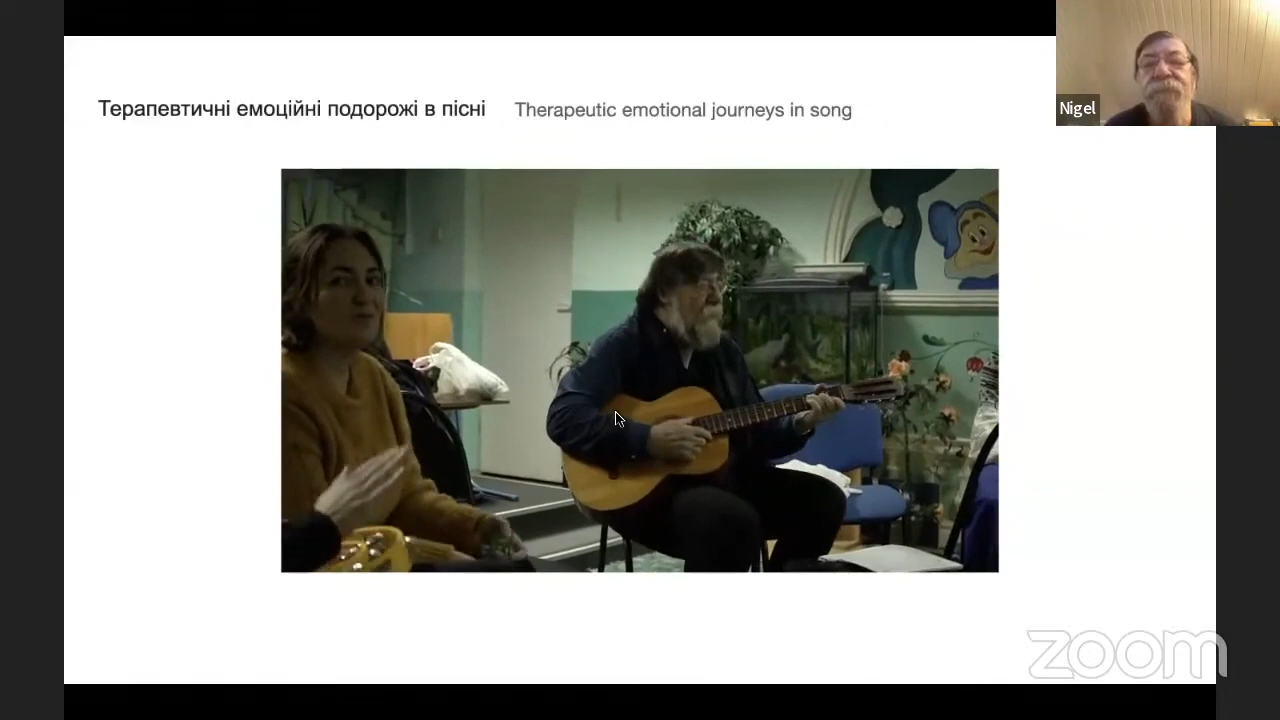 Терапевтичні емоційні подорожі в пісні Therapeutic emotional journeys in song
Nigel
zoom